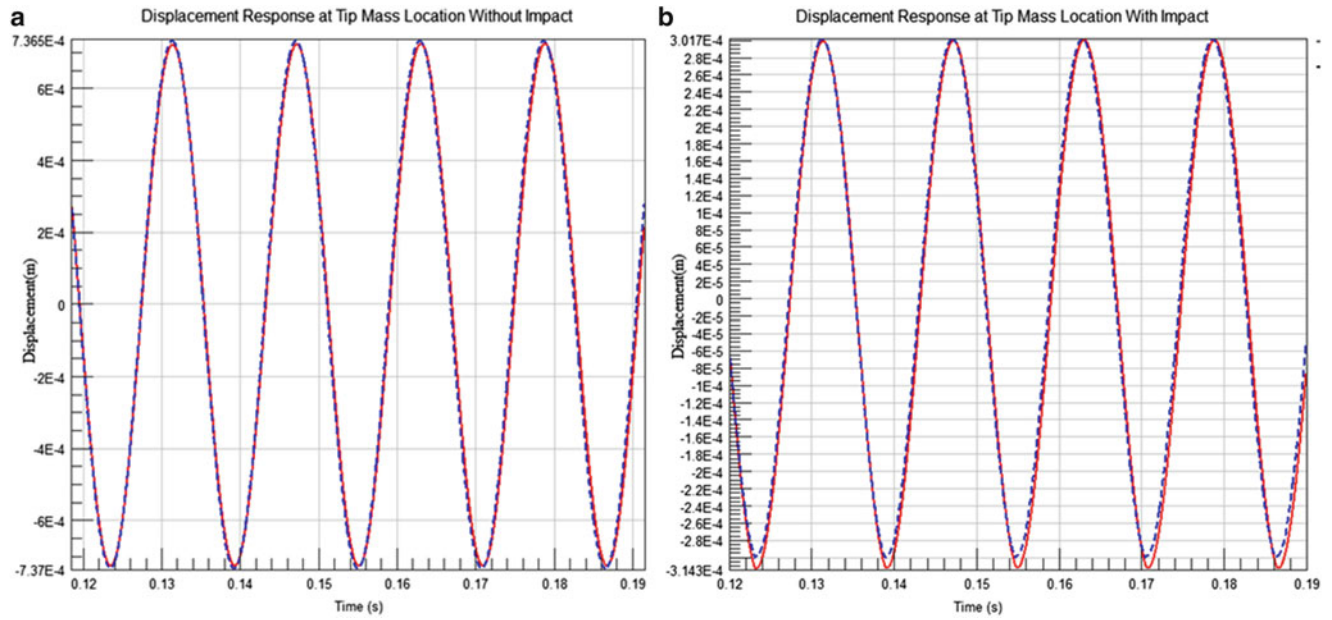 a
Displacement Response at Tip Mass Location Without Impact
7.365E-4
6E-4
4E-4
2E-4
0
-2E-4
-4E-4
-6E-4
-7.37E-4
Displacement(m)
0.12 0.13 0.14 0.15 0.16 0.17 0.18 0.19
Time (s)
b
Displacement Response at Tip Mass Location With Impact
3.017E-4
2.8E-4
2.6E-4
2.4E-4
2.2E-4
2E-4
1.8E-4
1.6E-4
1.4E-4
1.2E-4
1E-4
8E-5
6E-5
4E-5
2E-5
0
-2E-5
-4E-5
-6E-5
-8E-5
-1E-4
-1.2E-4
-1.4E-4
-1.6E-4
-1.8E-4
-2E-4
-2.2E-4
-2.4E-4
-2.6E-4
-2.8E-4
-3.143E-4
Displacement(m)
0.12 0.13 0.14 0.15 0.16 0.17 0.18 0.19
Time (s)